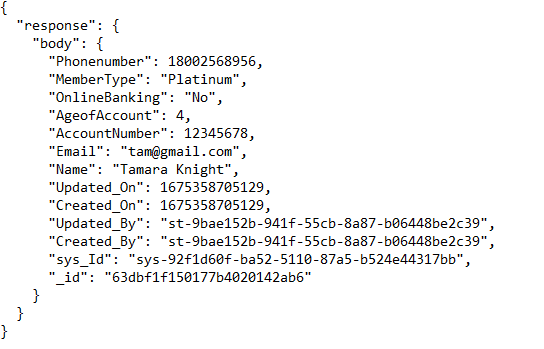 {
  "response": {
    "body": {
      "Phonenumber": 18002568956,
      "MemberType": "Platinum",
      "OnlineBanking": "No",
      "AgeofAccount": 4,
      "AccountNumber": 12345678,
      "Email": "tam@gmail.com",
      "Name": "Tamara Knight",
      "Updated_On": 1675358705129,
      "Created_On": 1675358705129,
      "Updated_By": "st-9bae152b-941f-55cb-8a87-b06448be2c39",
      "Created_By": "st-9bae152b-941f-55cb-8a87-b06448be2c39",
      "sys_Id": "sys-92f1d60f-ba52-5110-87a5-b524e44317bb",
      "_id": "63dbf1f150177b4020142ab6"
    }
  }
}